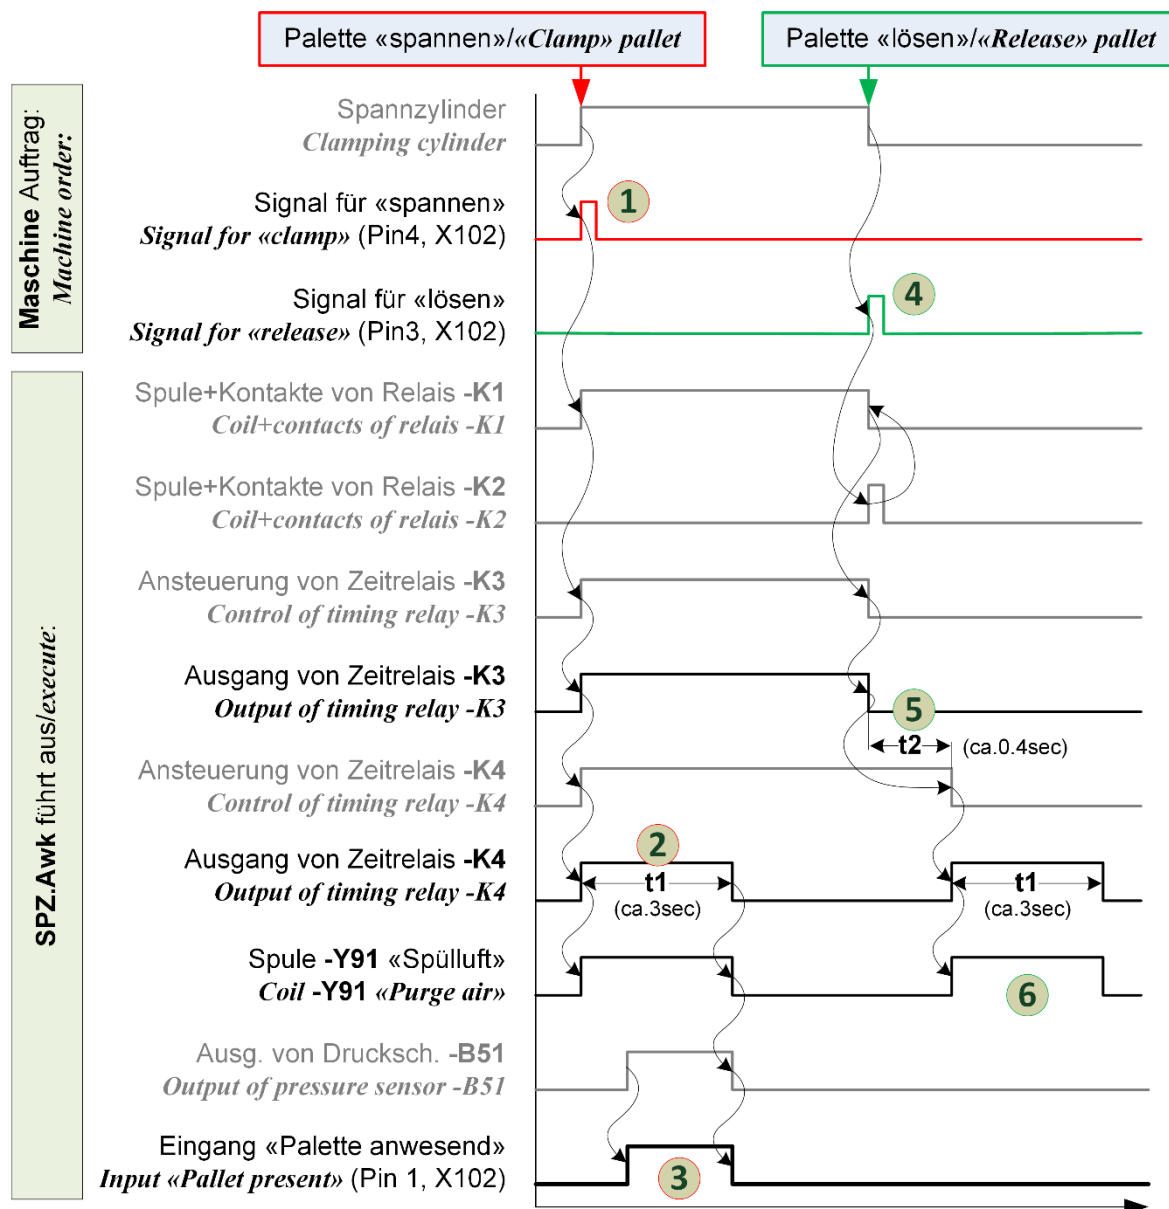 Palette «spannen»/«Clamp» pallet
Palette «lösen»/«Release» pallet
Maschine Auftrag:
Machine order:
Spannzylinder
Clamping cylinder
Signal für «spannen»
Signal for «clamp» (Pin4, X102)
1
Signal für «lösen»
Signal for «release» (Pin3, X102)
4
SPZ.Awk führt aus/execute:
Spule+Kontakte von Relais -K1
Coil+contacts of relais -K1
Spule+Kontakte von Relais -K2
Coil+contacts of relais -K2
Ansteuerung von Zeitrelais -K3
Control of timing relay -K3
Ausgang von Zeitrelais -K3
Output of timing relay -K3
5
t2 (ca.0.4sec)
Ansteuerung von Zeitrelais -K4
Control of timing relay -K4
2
Ausgang von Zeitrelais -K4
Output of timing relay -K4
t1
(ca.3sec)
t1
(ca.3sec)
Spule -Y91 «Spülluft»
Coil -Y91 «Purge air»
6
Ausg. von Drucksch. -B51
Output of pressure sensor -B51
Eingang «Palette anwesend»
Input «Pallet present» (Pin 1, X102)
3